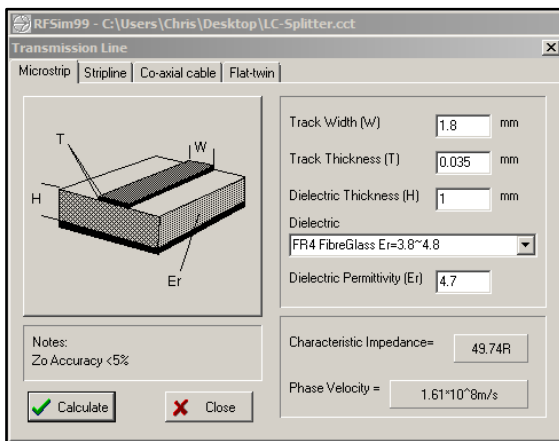 RFSim99 - C:\Users\Chris\Desktop\LC-Splitter.cct
Transmission Line
Microstrip Stripline Co-axial cable Flat-twin
T
W
H
Er
Track Width (W) 1.8 mm
Track Thickness (T) 0.035 mm
Dielectric Thickness (H) 1 mm
Dielectric
FR4 FibreGlass Er=3.8~4.8
Dielectric Permittivity (Er) 4.7
Notes:
Zo Accuracy <5%
Characteristic Impedance= 49.74R
Phase Velocity = 1.61*10^8m/s
Calculate Close